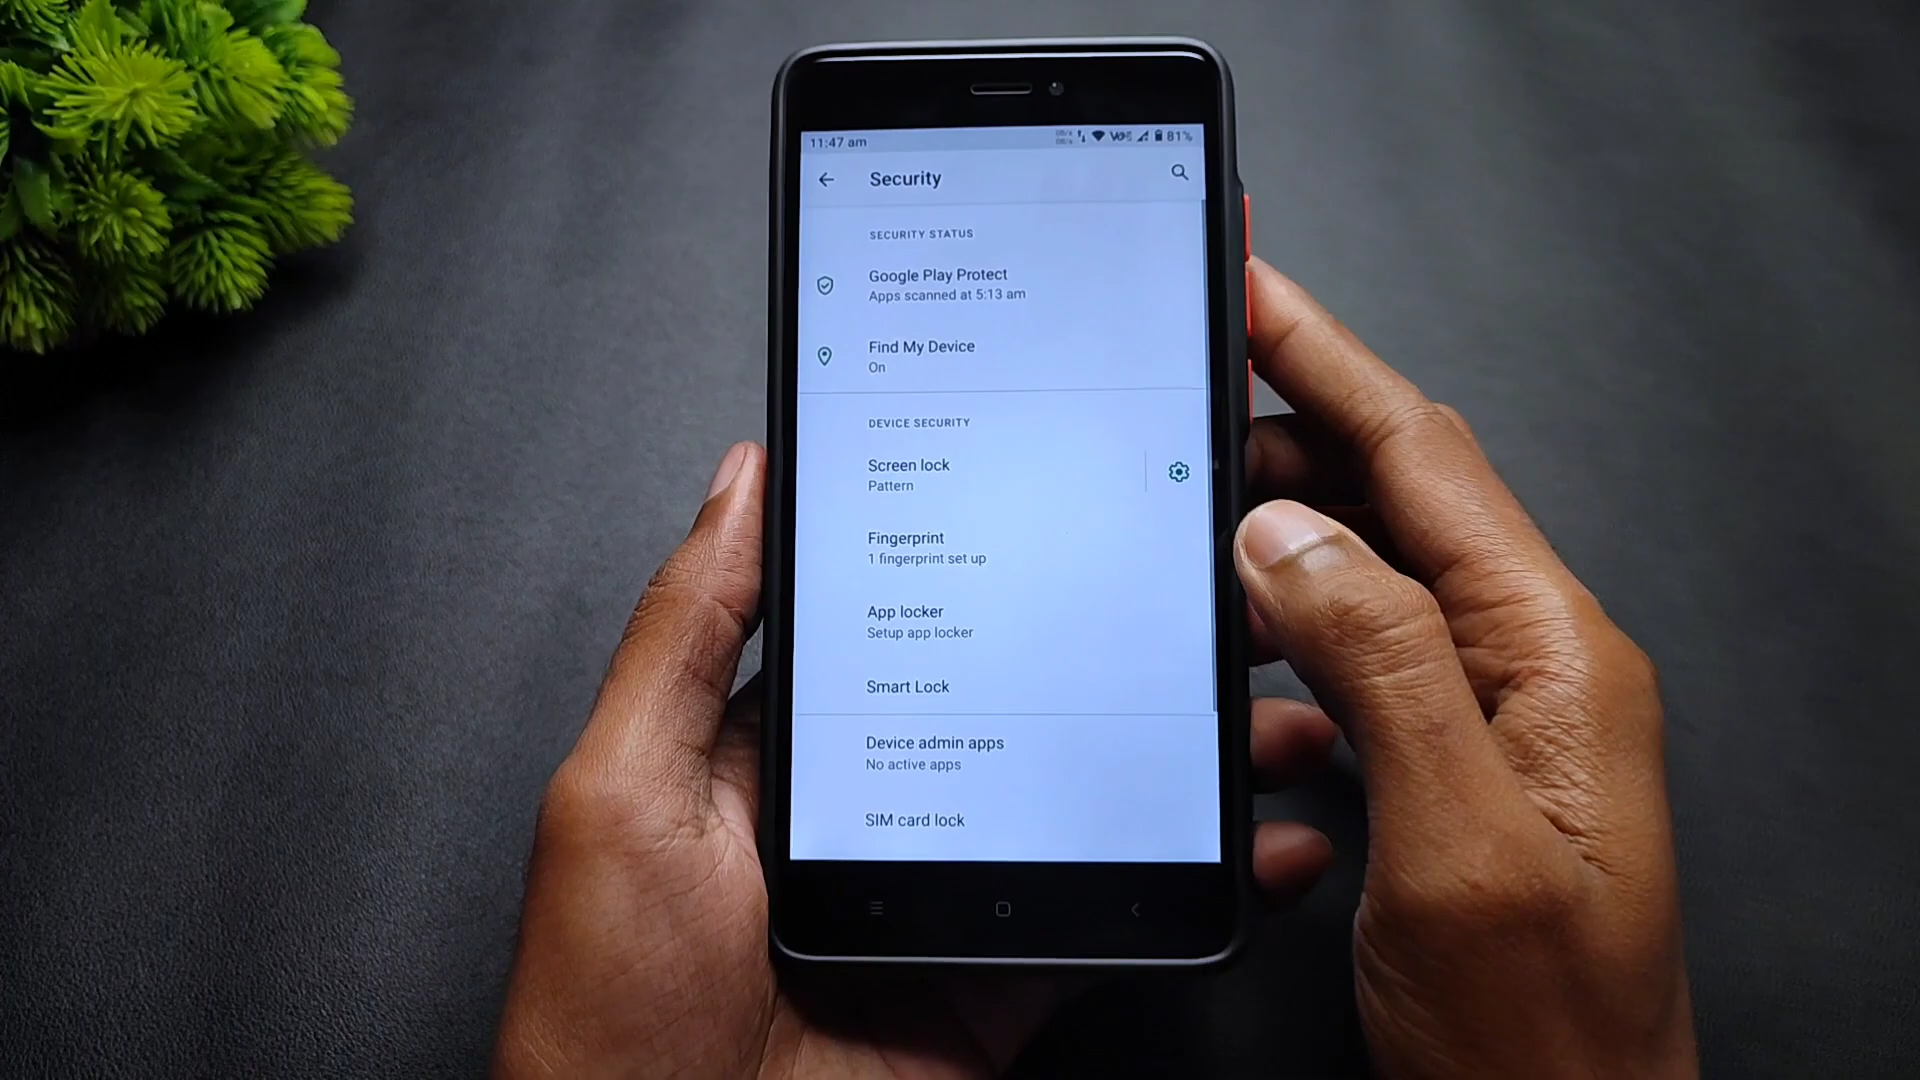 11:47 am 81%
Security
SECURITY STATUS
Google Play Protect
Apps scanned at 5:13 am
Find My Device
On
DEVICE SECURITY
Screen lock
Pattern
Fingerprint
1 fingerprint set up
App locker
Setup app locker
Smart Lock
Device admin apps
No active apps
SIM card lock